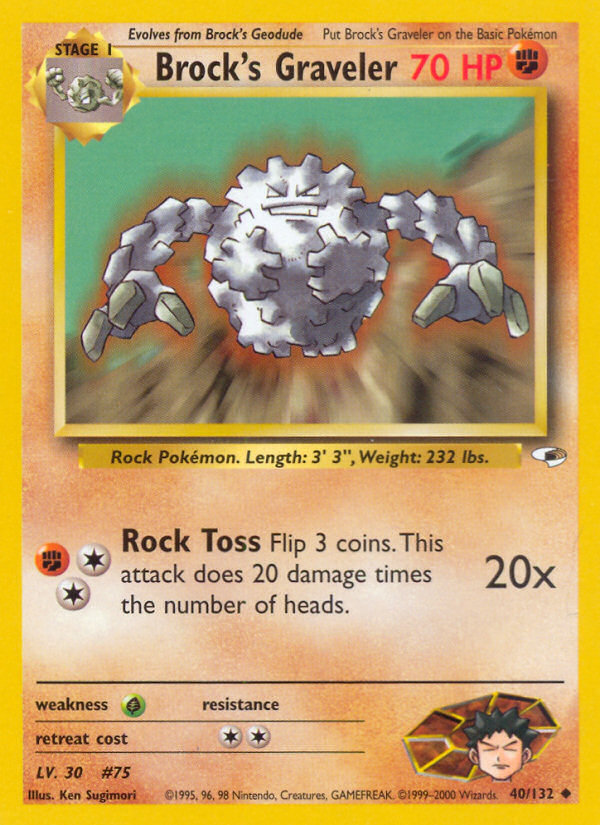 Evolves from Brock's Geodude Put Brock's Graveler on the Basic Pokémon
STAGE 1
Brock's Graveler 70 HP
Rock Pokémon. Length: 3' 3", Weight: 232 lbs.
Rock Toss Flip 3 coins. This
attack does 20 damage times
the number of heads.
20x
weakness resistance
retreat cost
LV. 30 #75
Illus. Ken Sugimori ©1995, 96, 98 Nintendo, Creatures, GAMEFREAK. ©1999–2000 Wizards. 40/132